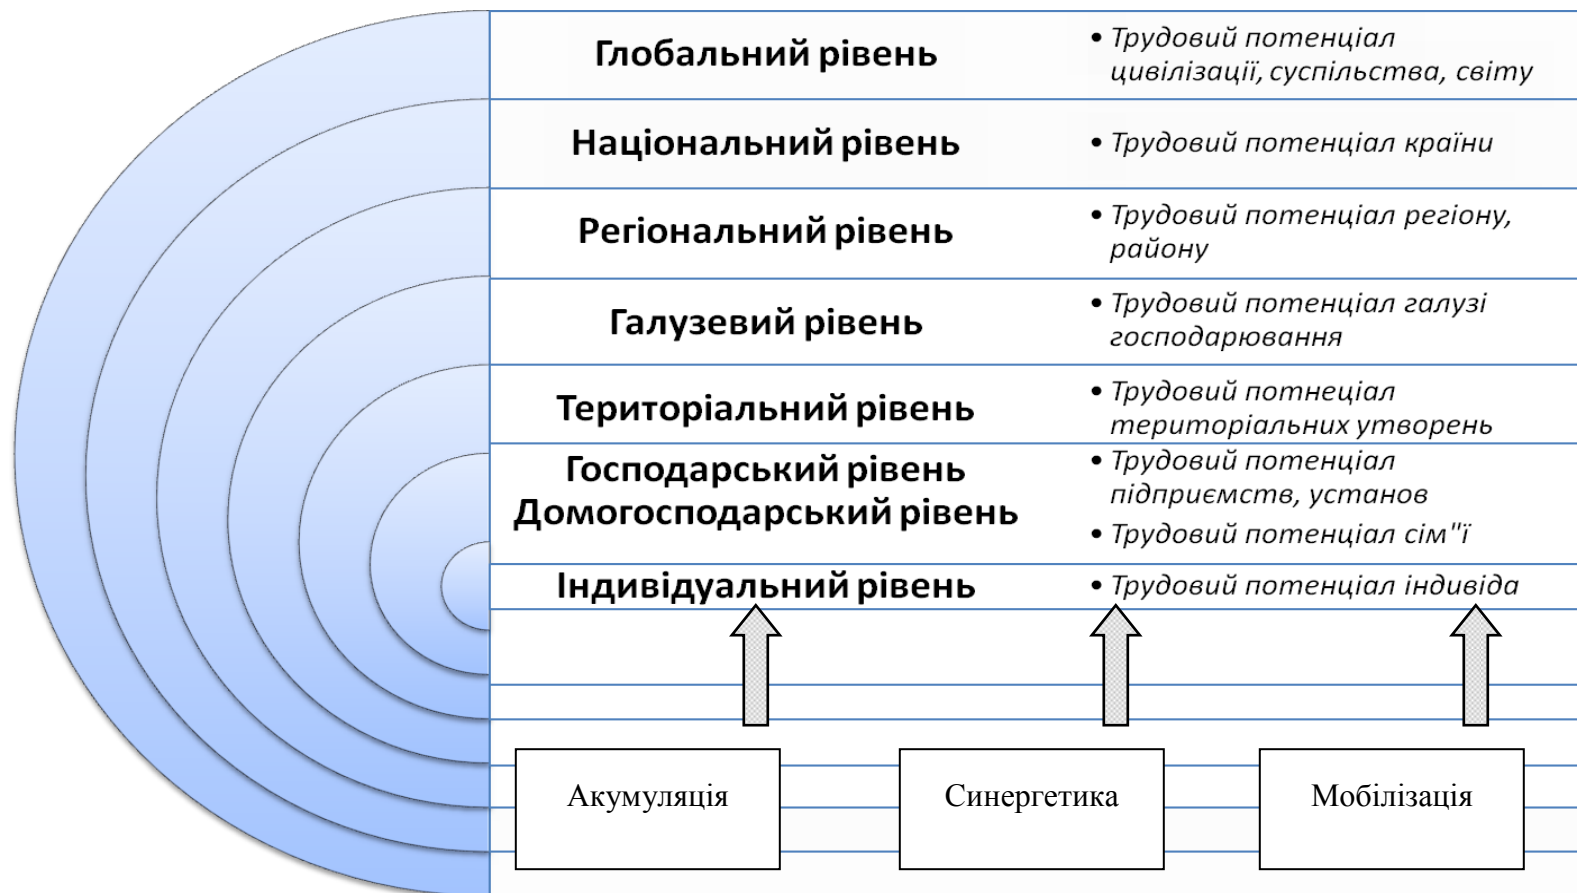 Глобальний рівень
• Трудовий потенціал
цивілізації, суспільства, світу
Національний рівень
• Трудовий потенціал країни
Регіональний рівень
• Трудовий потенціал регіону,
району
Галузевий рівень
• Трудовий потенціал галузі
господарювання
Територіальний рівень
• Трудовий потнеціал
територіальних утворень
Господарський рівень
Домогосподарський рівень
• Трудовий потенціал
підприємств, установ
• Трудовий потенціал сім"ї
Індивідуальний рівень
• Трудовий потенціал індивіда
Акумуляція
Синергетика
Мобілізація